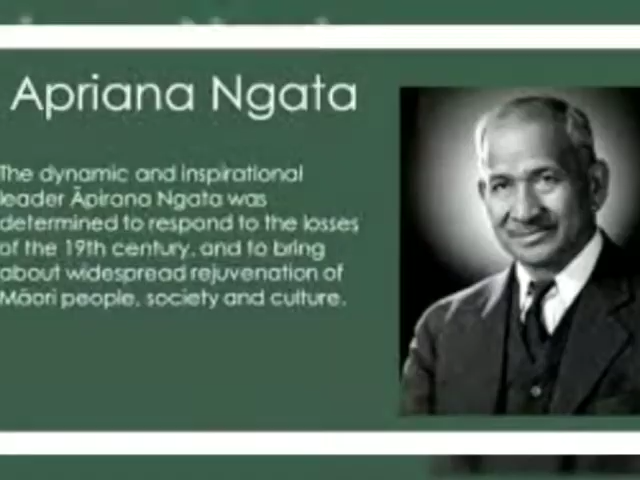 Apriana Ngata
The dynamic and inspirational
leader Āpirana Ngata was
determined to respond to the losses
of the 19th century, and to bring
about widespread rejuvenation of
Māori people, society and culture.